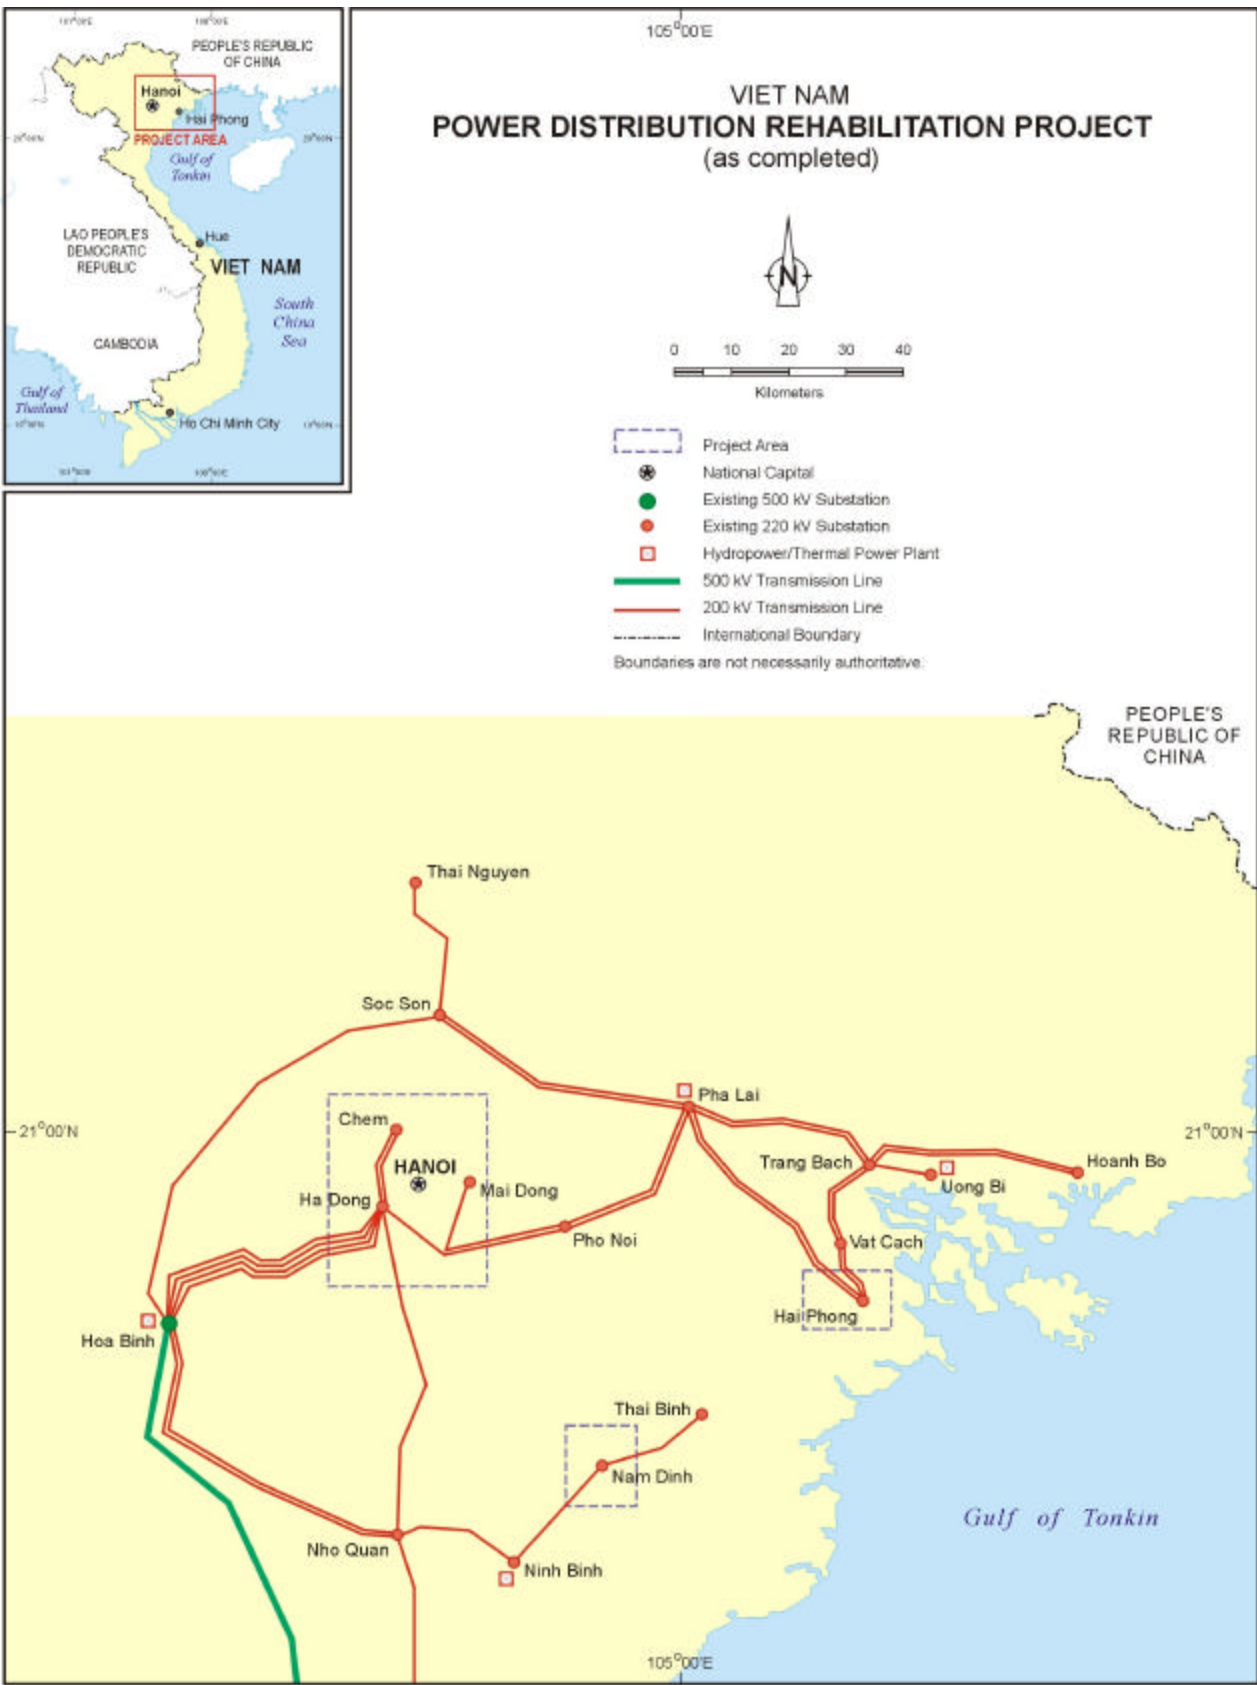 PEOPLE'S REPUBLIC
OF CHINA
Hanoi
Hai Phong
PROJECT AREA
Gulf of
Tonkin
LAO PEOPLE'S
DEMOCRATIC
REPUBLIC
Hue
VIET NAM
South
China
Sea
CAMBODIA
Gulf of
Thailand
Ho Chi Minh City
105°00'E
VIET NAM
POWER DISTRIBUTION REHABILITATION PROJECT
(as completed)
N
0 10 20 30 40
Kilometers
Project Area
National Capital
Existing 500 kV Substation
Existing 220 kV Substation
Hydropower/Thermal Power Plant
500 kV Transmission Line
200 kV Transmission Line
International Boundary
Boundaries are not necessarily authoritative.
PEOPLE'S
REPUBLIC OF
CHINA
Thai Nguyen
Soc Son
Pha Lai
Chem
21°00'N
21°00'N
HANOI
Trang Bach
Hoanh Bo
Uong Bi
Ha Dong
Mai Dong
Pho Noi
Vat Cach
Hai Phong
Hoa Binh
Thai Binh
Nam Dinh
Gulf of Tonkin
Nho Quan
Ninh Binh
105°00'E